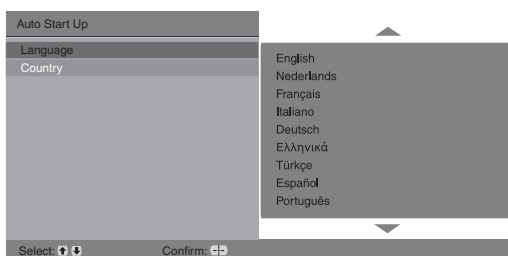 Auto Start Up
Language
Country
English
Nederlands
Français
Italiano
Deutsch
Ελληνικά
Türkçe
Español
Português
Select: Confirm: